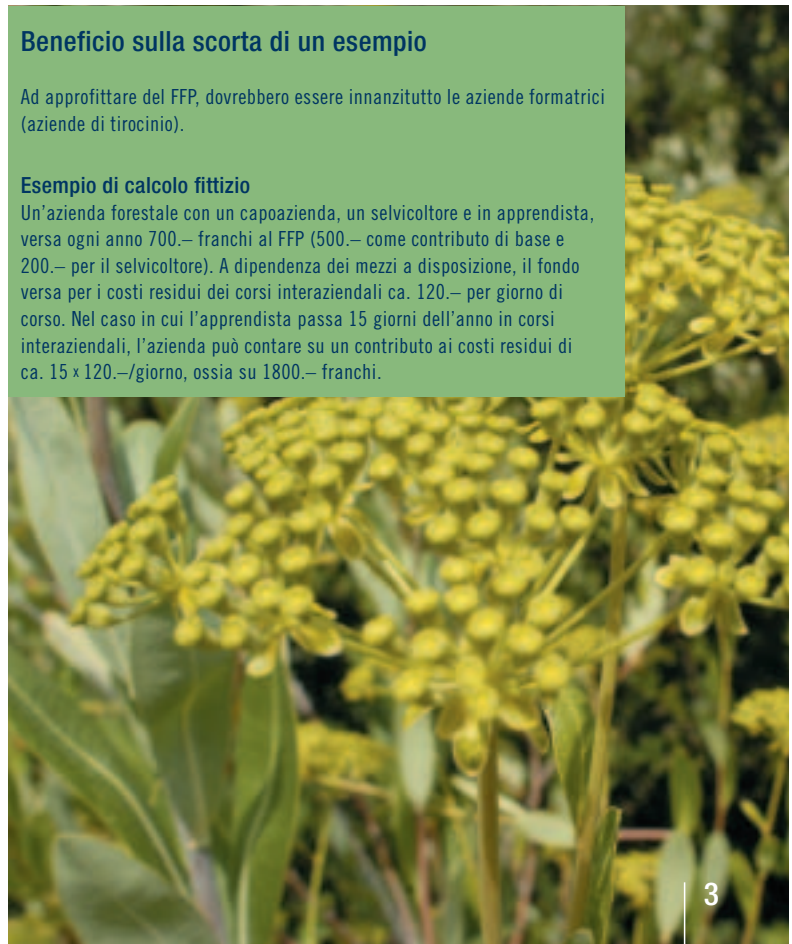 Beneficio sulla scorta di un esempio
Ad approfittare del FFP, dovrebbero essere innanzitutto le aziende formatrici
(aziende di tirocinio).
Esempio di calcolo fittizio
Un'azienda forestale con un capoazienda, un selvicoltore e in apprendista,
versa ogni anno 700.– franchi al FFP (500.– come contributo di base e
200.– per il selvicoltore). A dipendenza dei mezzi a disposizione, il fondo
versa per i costi residui dei corsi interaziendali ca. 120.– per giorno di
corso. Nel caso in cui l'apprendista passa 15 giorni dell'anno in corsi
interaziendali, l'azienda può contare su un contributo ai costi residui di
ca. 15 x 120.–/giorno, ossia su 1800.– franchi.
3